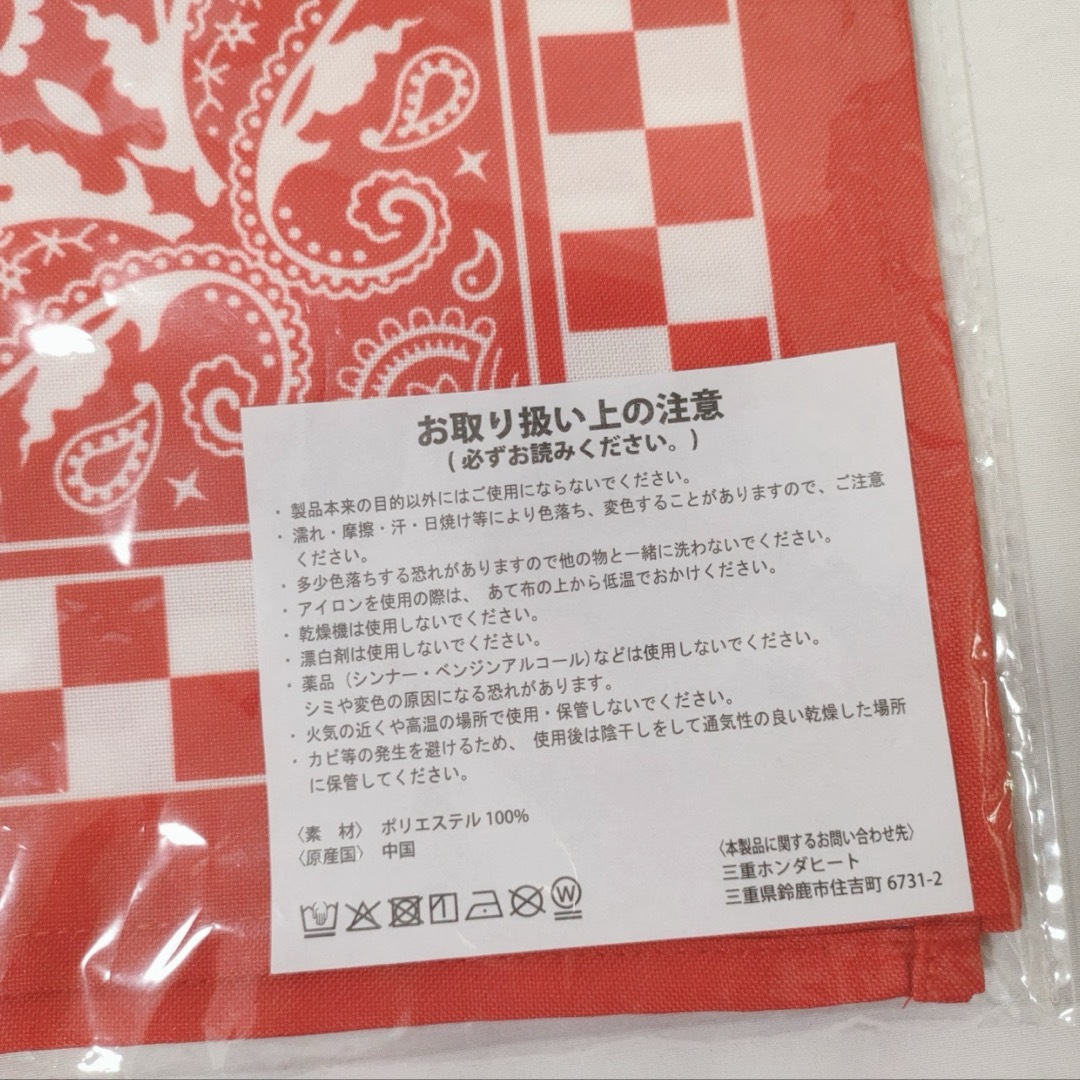 お取り扱い上の注意
(必ずお読みください。)
・製品本来の目的以外にはご使用にならないでください。
・濡れ・摩擦・汗・日焼け等により色落ち、変色することがありますので、ご注意
ください。
・多少色落ちする恐れがありますので他の物と一緒に洗わないでください。
・アイロンを使用の際は、あて布の上から低温でおかけください。
・乾燥機は使用しないでください。
・漂白剤は使用しないでください。
・薬品(シンナー・ベンジンアルコール)などは使用しないでください。
シミや変色の原因になる恐れがあります。
・火気の近くや高温の場所で使用・保管しないでください。
・カビ等の発生を避けるため、使用後は陰干しをして通気性の良い乾燥した場所
に保管してください。
〈素 材〉 ポリエステル 100%
〈原産国〉 中国
W
〈本製品に関するお問い合わせ先〉
三重ホンダヒート
三重県鈴鹿市住吉町 6731-2